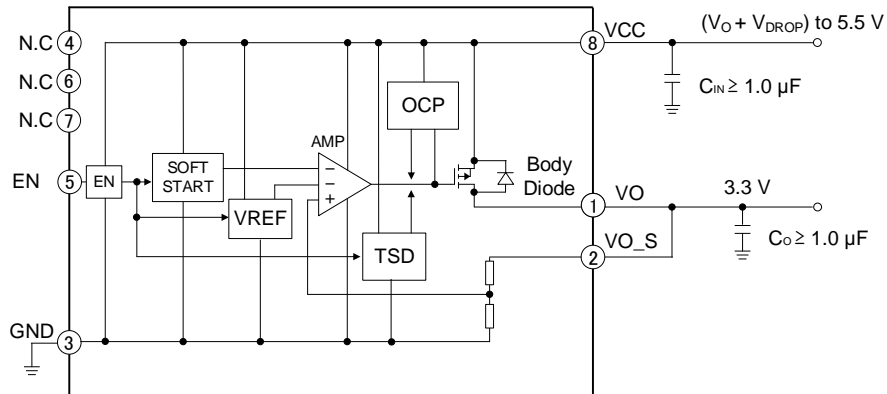 N.C 4
8 VCC
(VO + VDROP) to 5.5 V
N.C 6
CIN ≥ 1.0 µF
OCP
N.C 7
AMP
SOFT
START
EN 5
EN
Body
Diode
VREF
1 VO
3.3 V
TSD
2 VO_S
CO ≥ 1.0 µF
GND 3